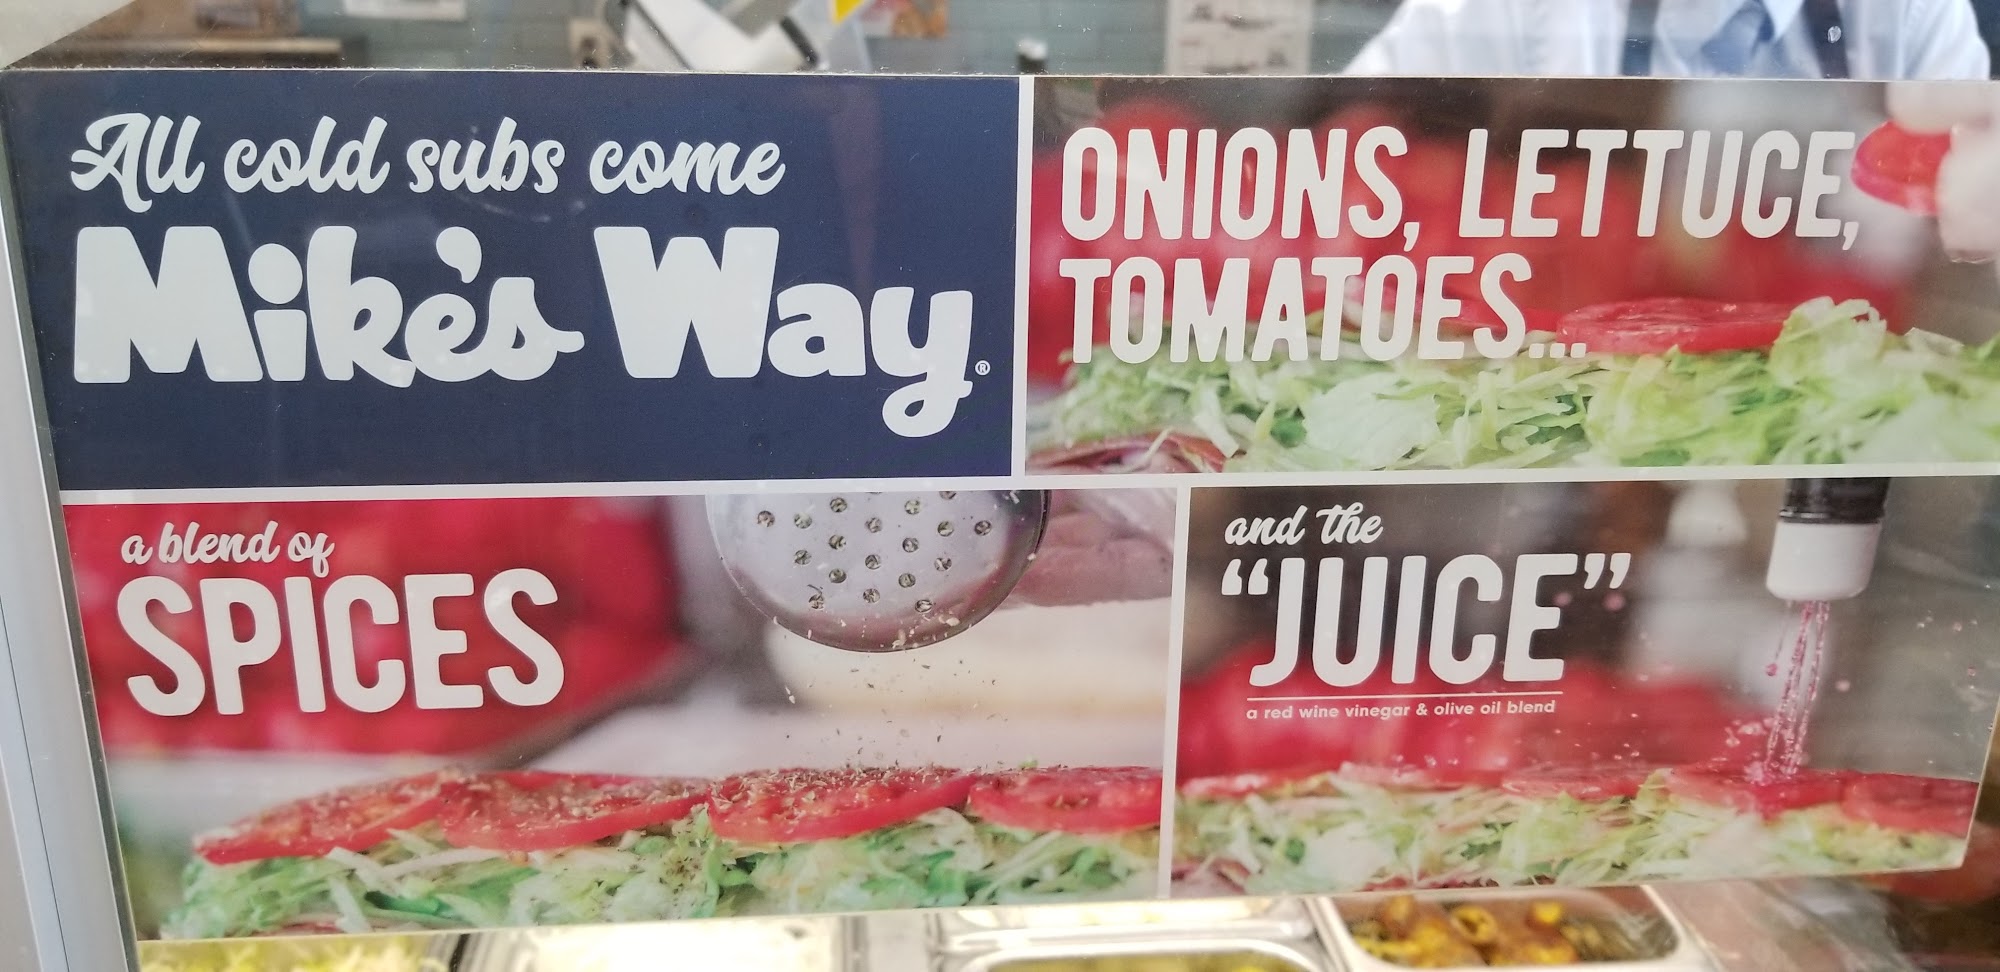 All cold subs come
Mike's Way®
ONIONS, LETTUCE,
TOMATOES...
a blend of
SPICES
and the
“JUICE”
a red wine vinegar & olive oil blend